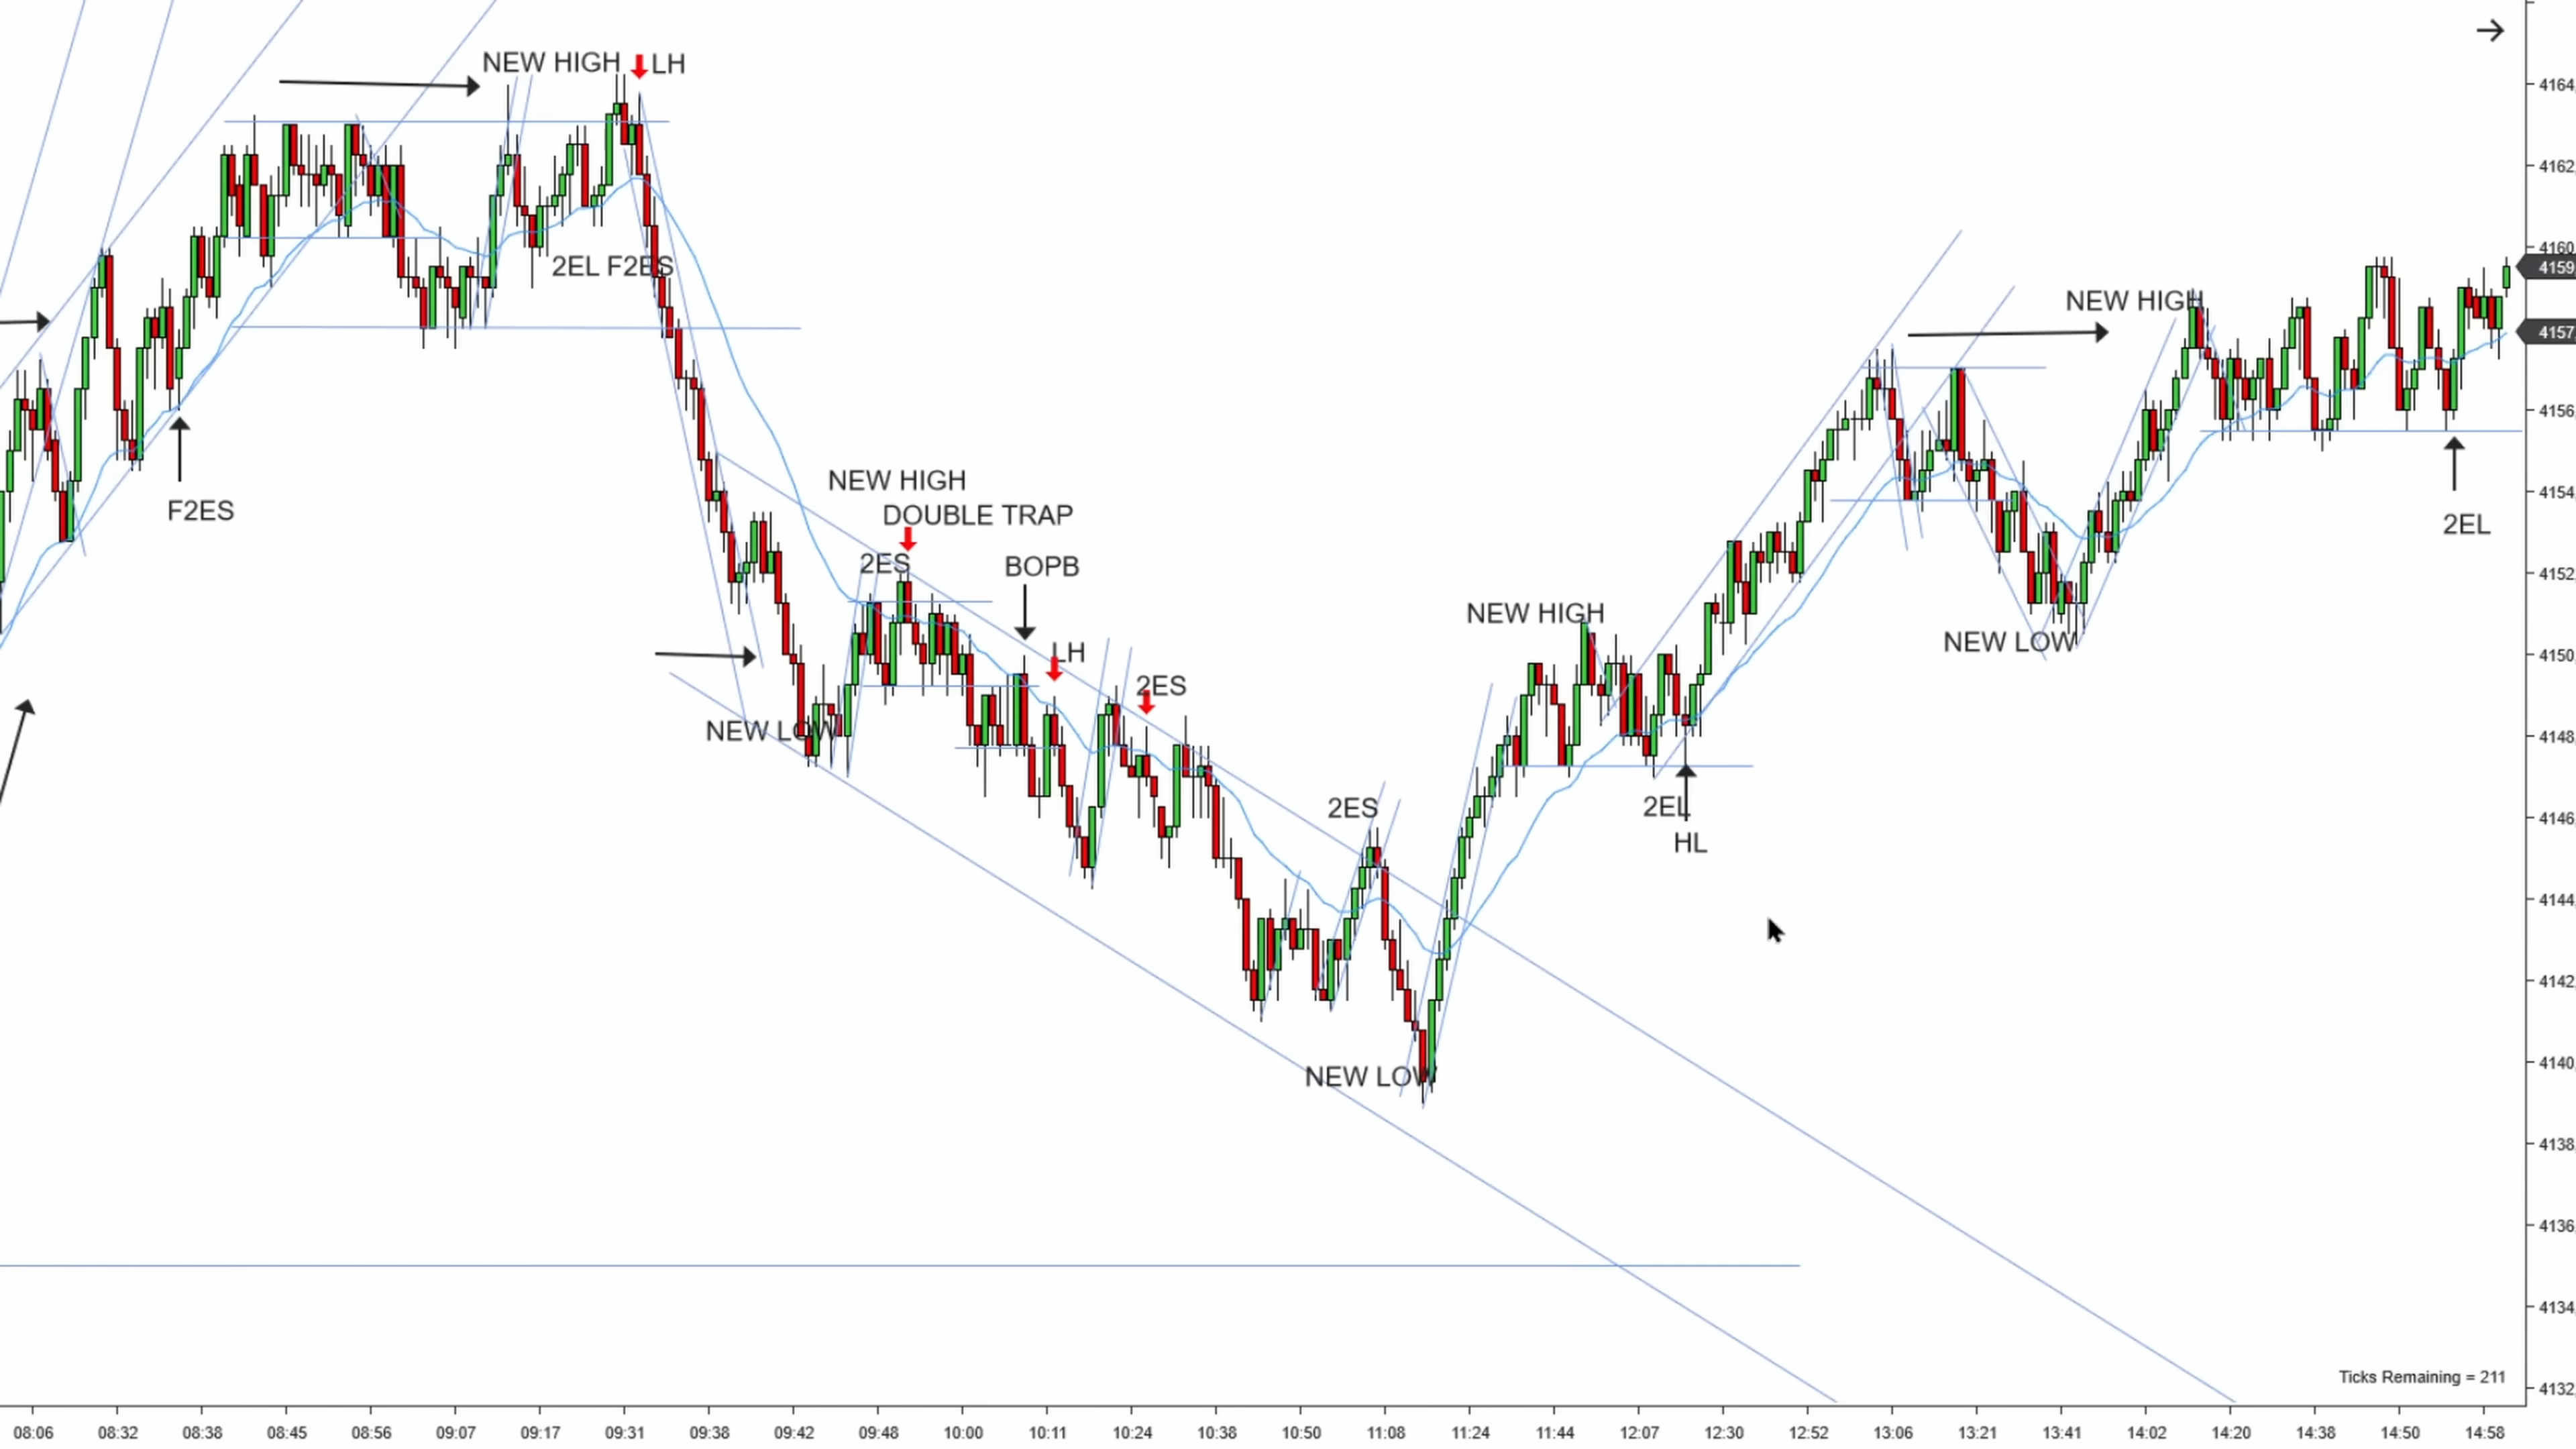 NEW HIGH
LH
4164
4162
2EL F2ES
4160
4159
NEW HIGH
4157
4156
F2ES
NEW HIGH
DOUBLE TRAP
4154
2EL
2ES
BOPB
4152
NEW HIGH
LH
NEW LOW
4150
2ES
NEW LOW
4148
2ES
2EL
4146
HL
4144
4142
NEW LOW
4140
4138
4136
4134
Ticks Remaining = 211
4132
08:06 08:32 08:38 08:45 08:56 09:07 09:17 09:31 09:38 09:42 09:48 10:00 10:11 10:24 10:38 10:50 11:08 11:24 11:44 12:07 12:30 12:52 13:06 13:21 13:41 14:02 14:20 14:38 14:50 14:58